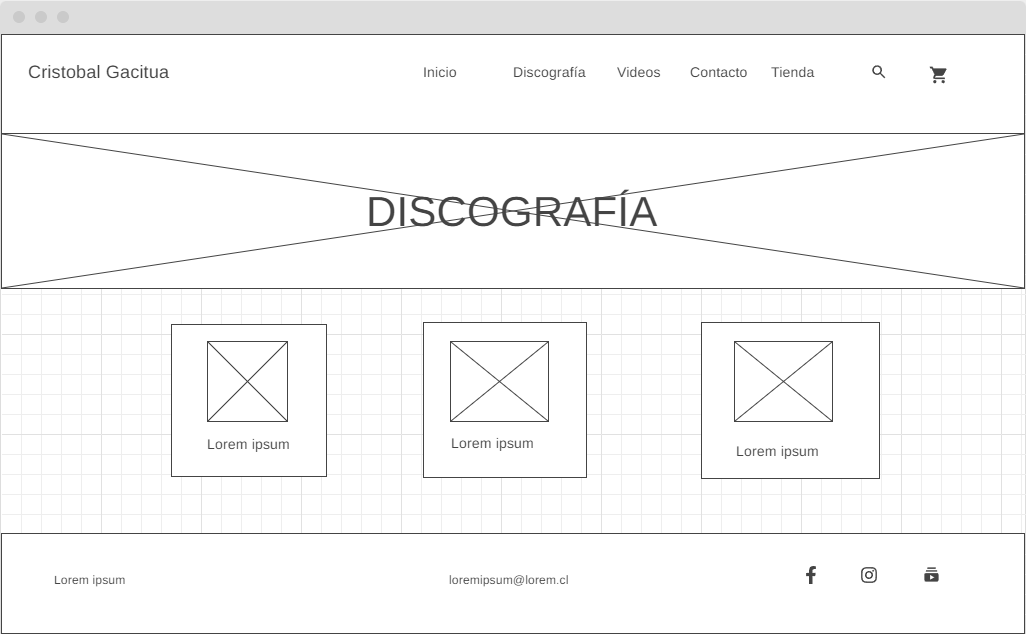 Cristobal Gacitua
Inicio Discografía Videos Contacto Tienda
DISCOGRAFÍA
Lorem ipsum
Lorem ipsum
Lorem ipsum
Lorem ipsum
loremipsum@lorem.cl